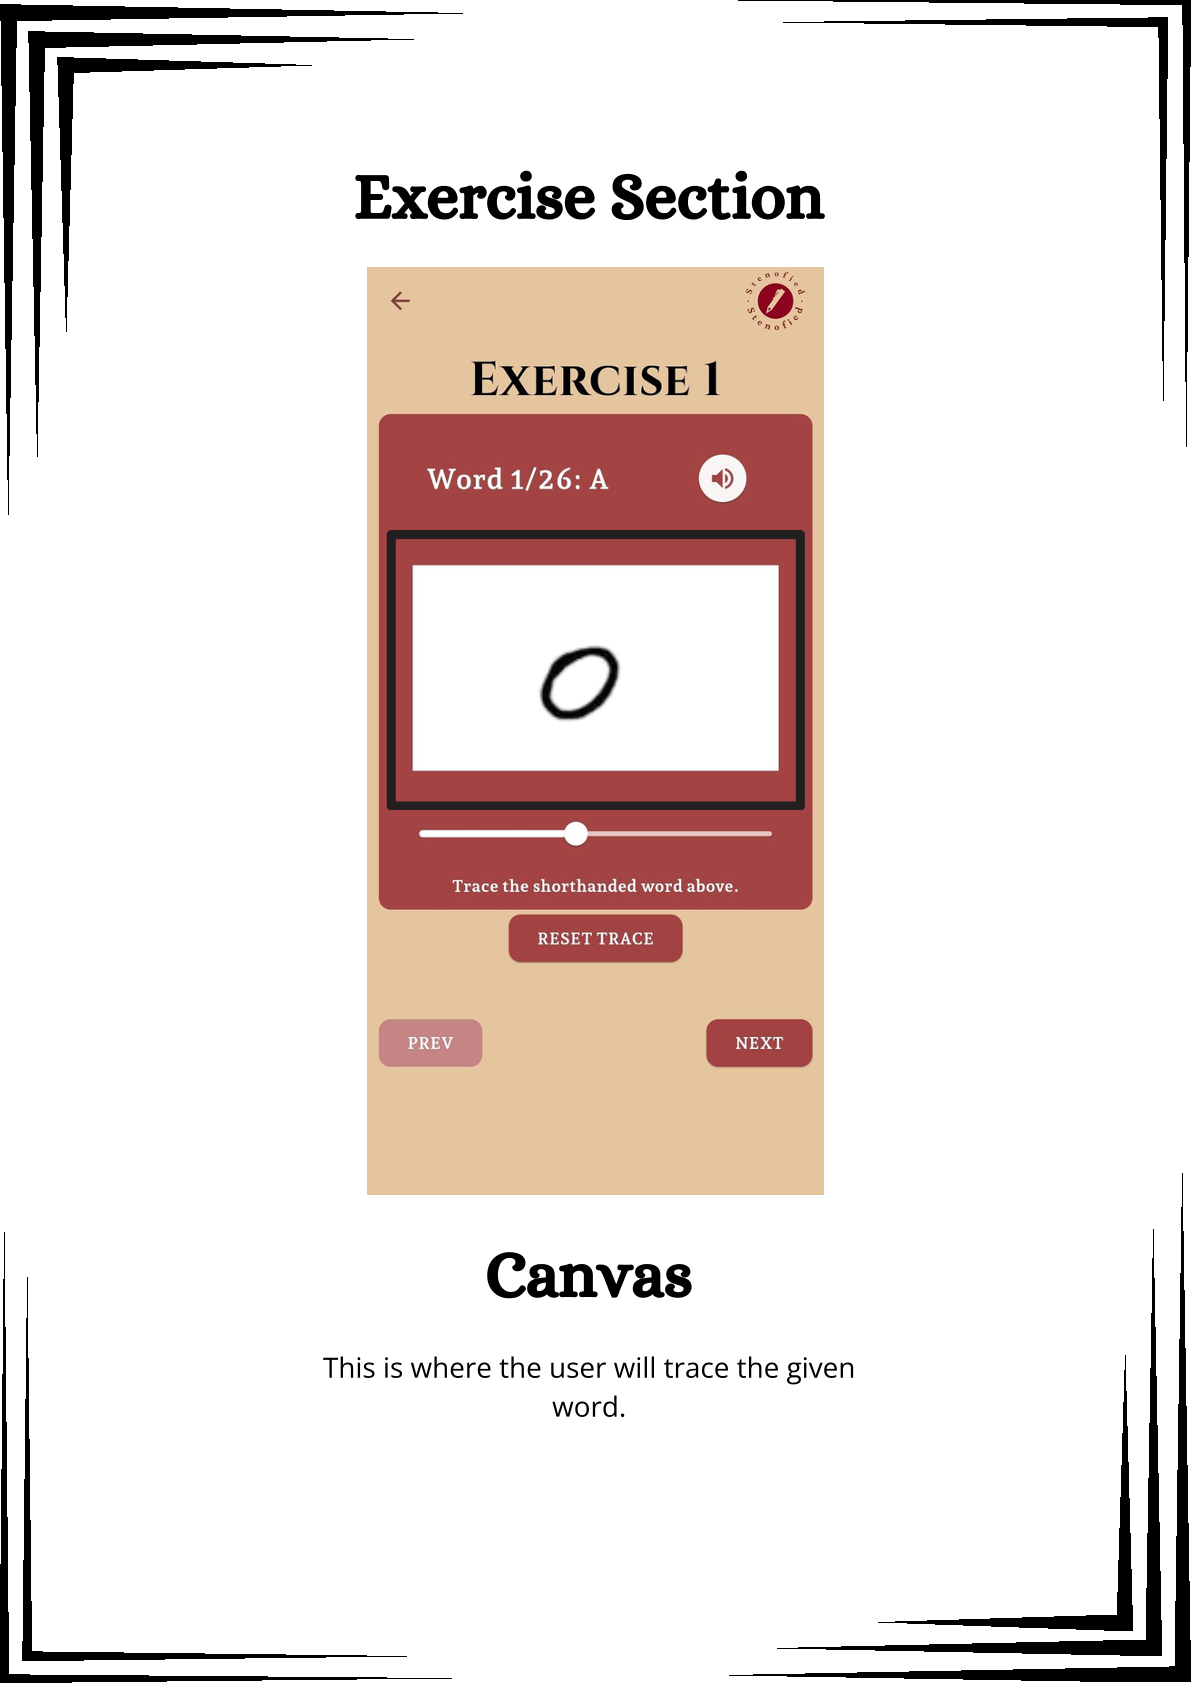 Exercise Section
Stenofied · Stenofied ·
Exercise 1
Word 1/26: A
Trace the shorthanded word above.
RESET TRACE
PREV
NEXT
Canvas
This is where the user will trace the given
word.